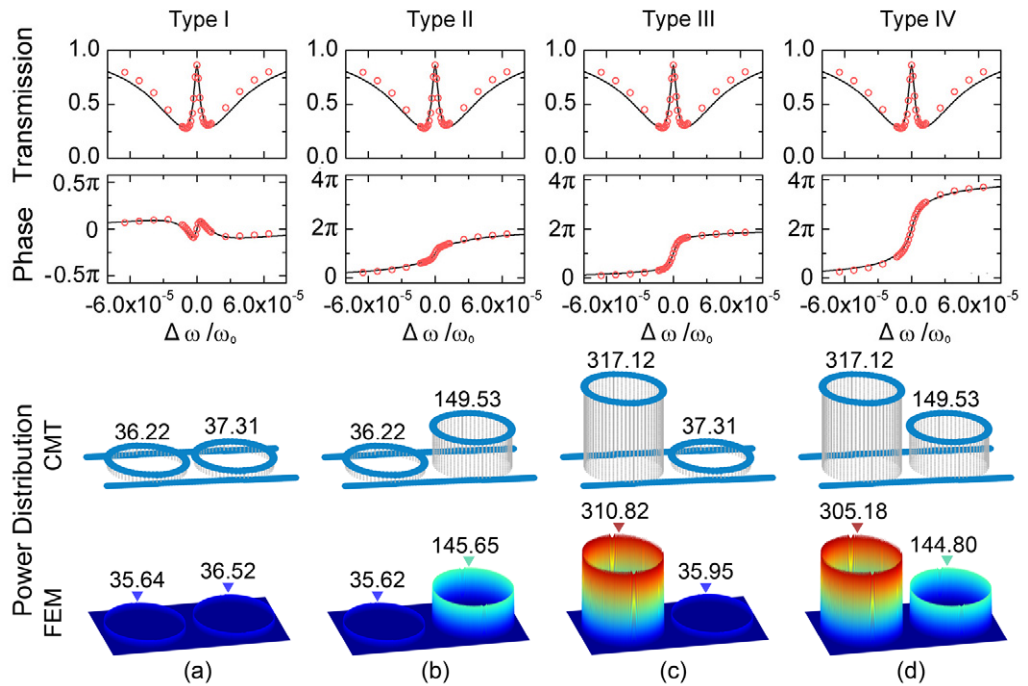 Type I Type II Type III Type IV
Transmission
1.0 1.0 1.0 1.0
0.5 0.5 0.5 0.5
0.0 0.0 0.0 0.0
Phase
0.5π 4π 4π 4π
0 2π 2π 2π
-0.5π 0 0 0
-6.0x10⁻⁵ 0.0 6.0x10⁻⁵ -6.0x10⁻⁵ 0.0 6.0x10⁻⁵ -6.0x10⁻⁵ 0.0 6.0x10⁻⁵ -6.0x10⁻⁵ 0.0 6.0x10⁻⁵
Δ ω /ω₀ Δ ω /ω₀ Δ ω /ω₀ Δ ω /ω₀
Power Distribution
CMT
36.22 37.31 36.22 149.53 317.12 37.31 317.12 149.53
FEM
35.64 36.52 35.62 145.65 310.82 35.95 305.18 144.80
(a) (b) (c) (d)